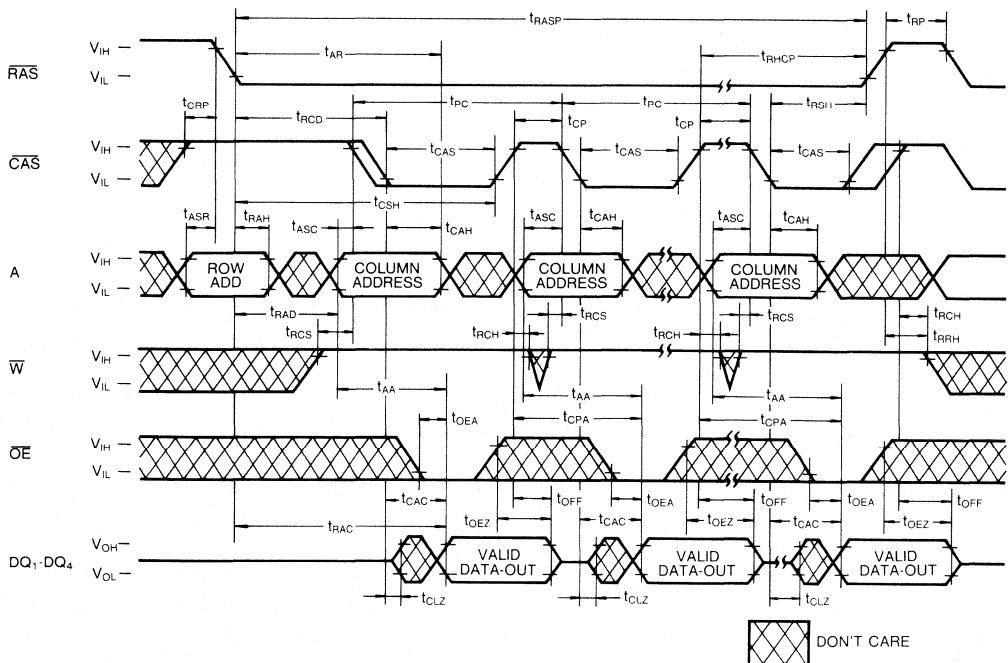 tRASP
tRP
tAR
tRHCP
RAS
VIH
VIL
tCRP
tRCD
tPC
tPC
tRSH
tCP
tCP
CAS
VIH
VIL
tCAS
tCAS
tCAS
tCSH
tASR
tRAH
tASC
tCAH
tASC
tCAH
tASC
tCAH
A
VIH
VIL
ROW
ADD
COLUMN
ADDRESS
COLUMN
ADDRESS
COLUMN
ADDRESS
tRAD
tRCS
tRCH
tRCS
tRCH
tRCS
tRCH
tRRH
W
VIH
VIL
tAA
tAA
tAA
tOEA
tCPA
tCPA
OE
VIH
VIL
tCAC
tOFF
tOEA
tOFF
tOEA
tOFF
tRAC
tOEZ
tCAC
tOEZ
tCAC
tOEZ
DQ1-DQ4
VOH
VOL
VALID
DATA-OUT
VALID
DATA-OUT
VALID
DATA-OUT
tCLZ
tCLZ
tCLZ
DON'T CARE